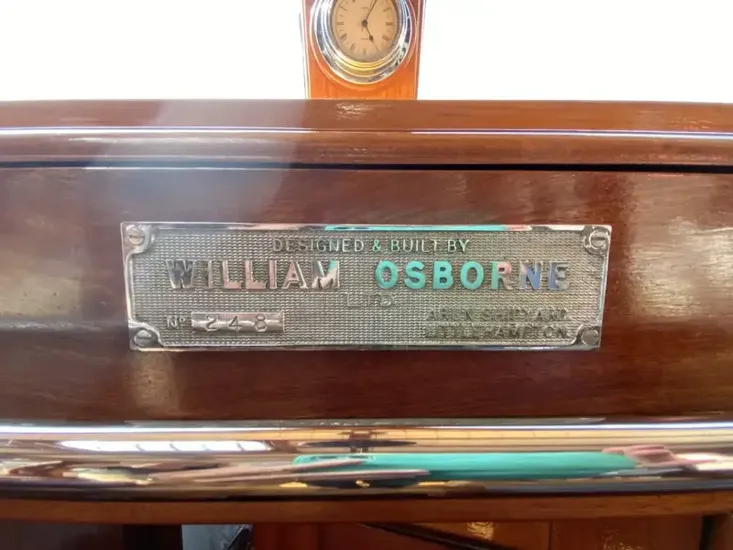 DESIGNED & BUILT BY
WILLIAM OSBORNE
LTD.
ARUN SHIPYARD
LITTLEHAMPTON
Nº 248